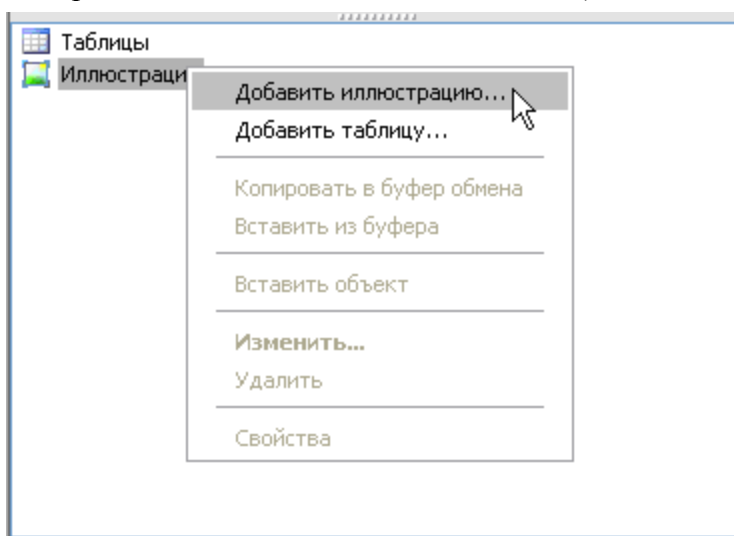 Таблицы
Иллюстраци
Добавить иллюстрацию...
Добавить таблицу...
Копировать в буфер обмена
Вставить из буфера
Вставить объект
Изменить...
Удалить
Свойства